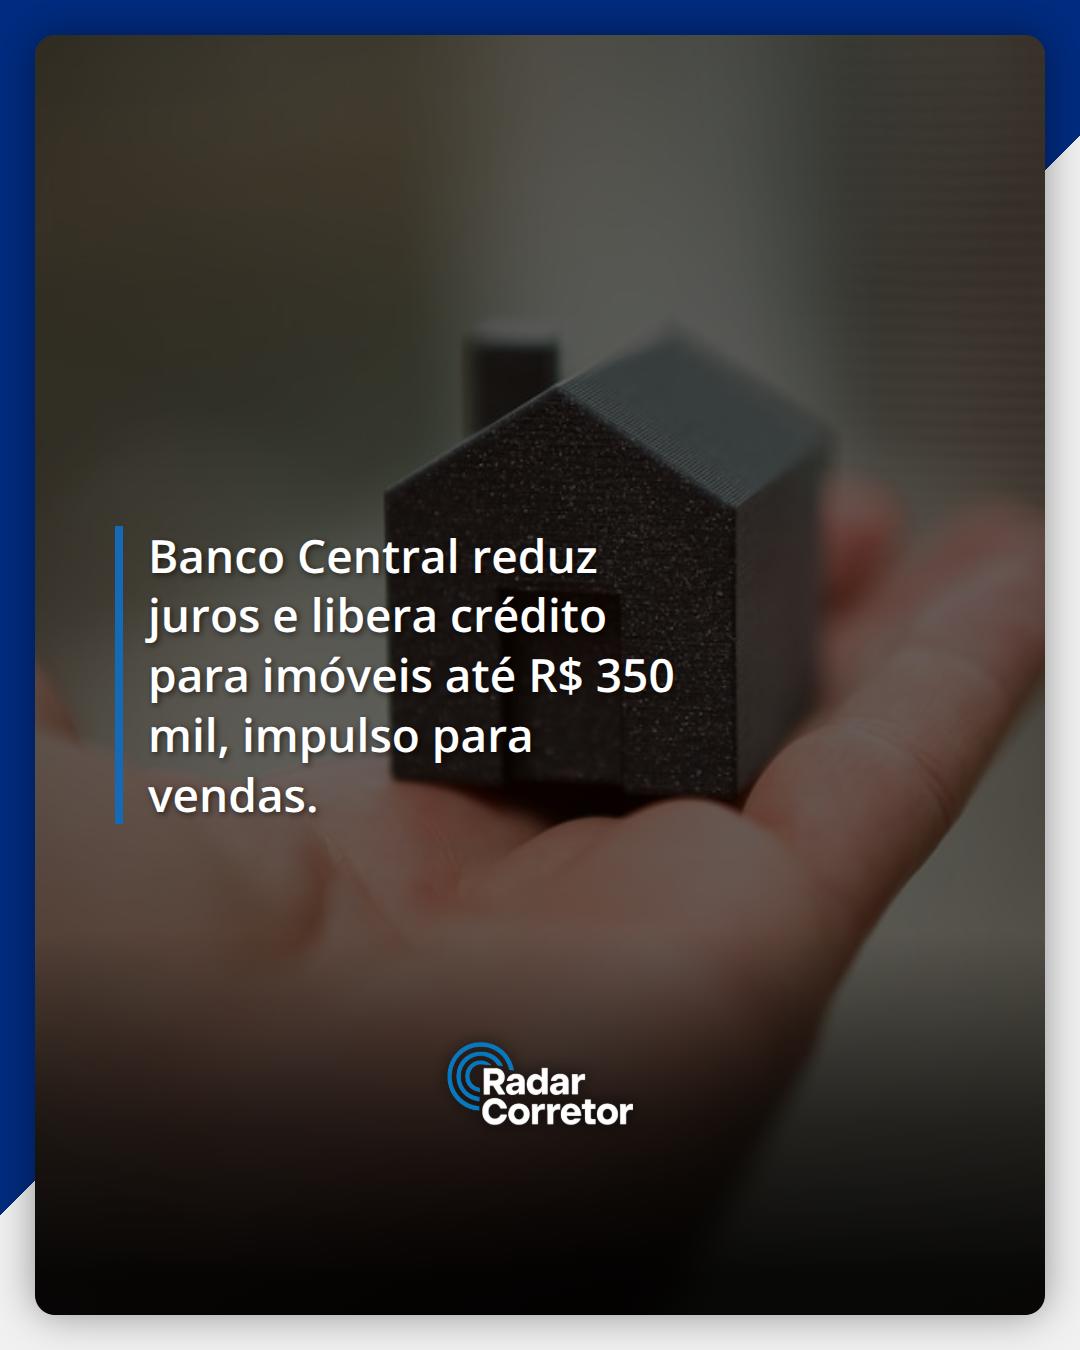 Banco Central reduz
juros e libera crédito
para imóveis até R$ 350
mil, impulso para
vendas.
Radar
Corretor